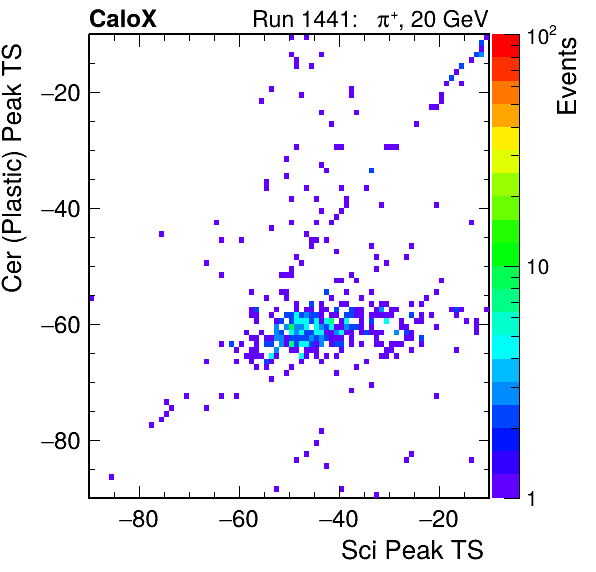 CaloX Run 1441: π⁺, 20 GeV
Cer (Plastic) Peak TS
−20
−40
−60
−80
−80 −60 −40 −20
Sci Peak TS
10²
10
1
Events